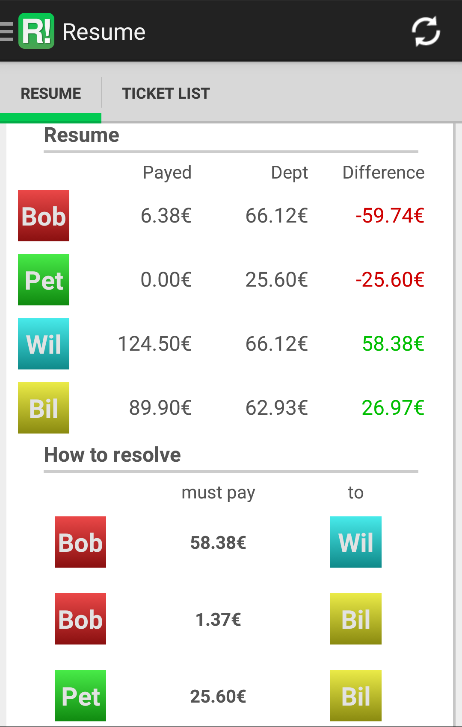 R! Resume
RESUME TICKET LIST
Resume
Payed Dept Difference
Bob 6.38€ 66.12€ -59.74€
Pet 0.00€ 25.60€ -25.60€
Wil 124.50€ 66.12€ 58.38€
Bil 89.90€ 62.93€ 26.97€
How to resolve
must pay to
Bob 58.38€ Wil
Bob 1.37€ Bil
Pet 25.60€ Bil